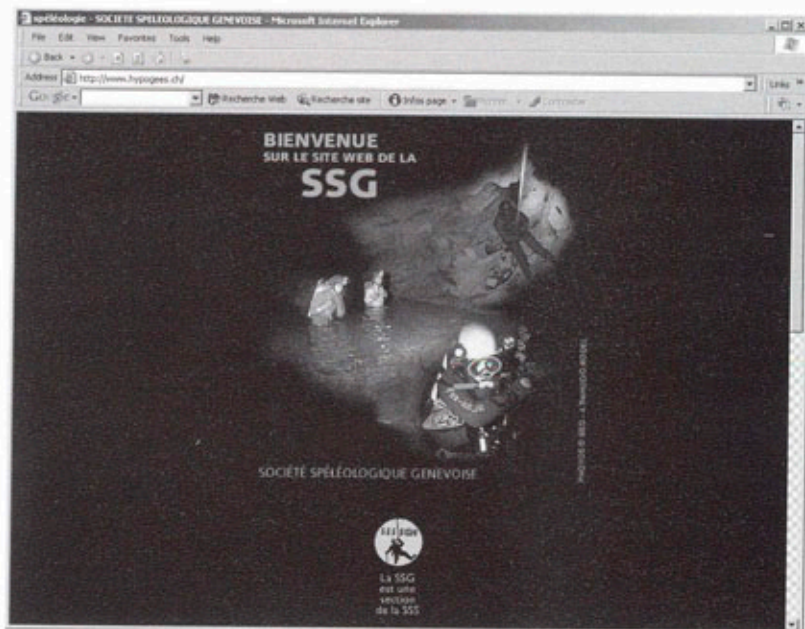 spéléologie - SOCIETE SPELEOLOGIQUE GENEVOISE - Microsoft Internet Explorer
File Edit View Favorites Tools Help
Back
Address http://www.hypogees.ch/ Links
Google Recherche Web Recherche site Infos page
BIENVENUE
SUR LE SITE WEB DE LA
SSG
SOCIÉTÉ SPÉLÉOLOGIQUE GENEVOISE
La SSG
est une
section
de la SSS